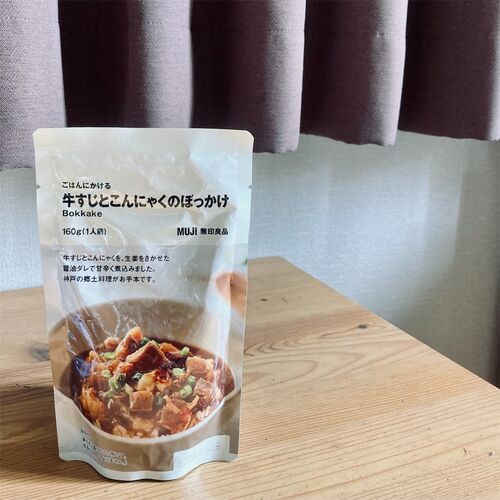 ごはんにかける
牛すじとこんにゃくのぼっかけ
Bokkake
160g(1人前)
MUJI 無印良品
牛すじとこんにゃくを、生姜をきかせた
醤油ダレで甘辛く煮込みました。
神戸の郷土料理がお手本です。